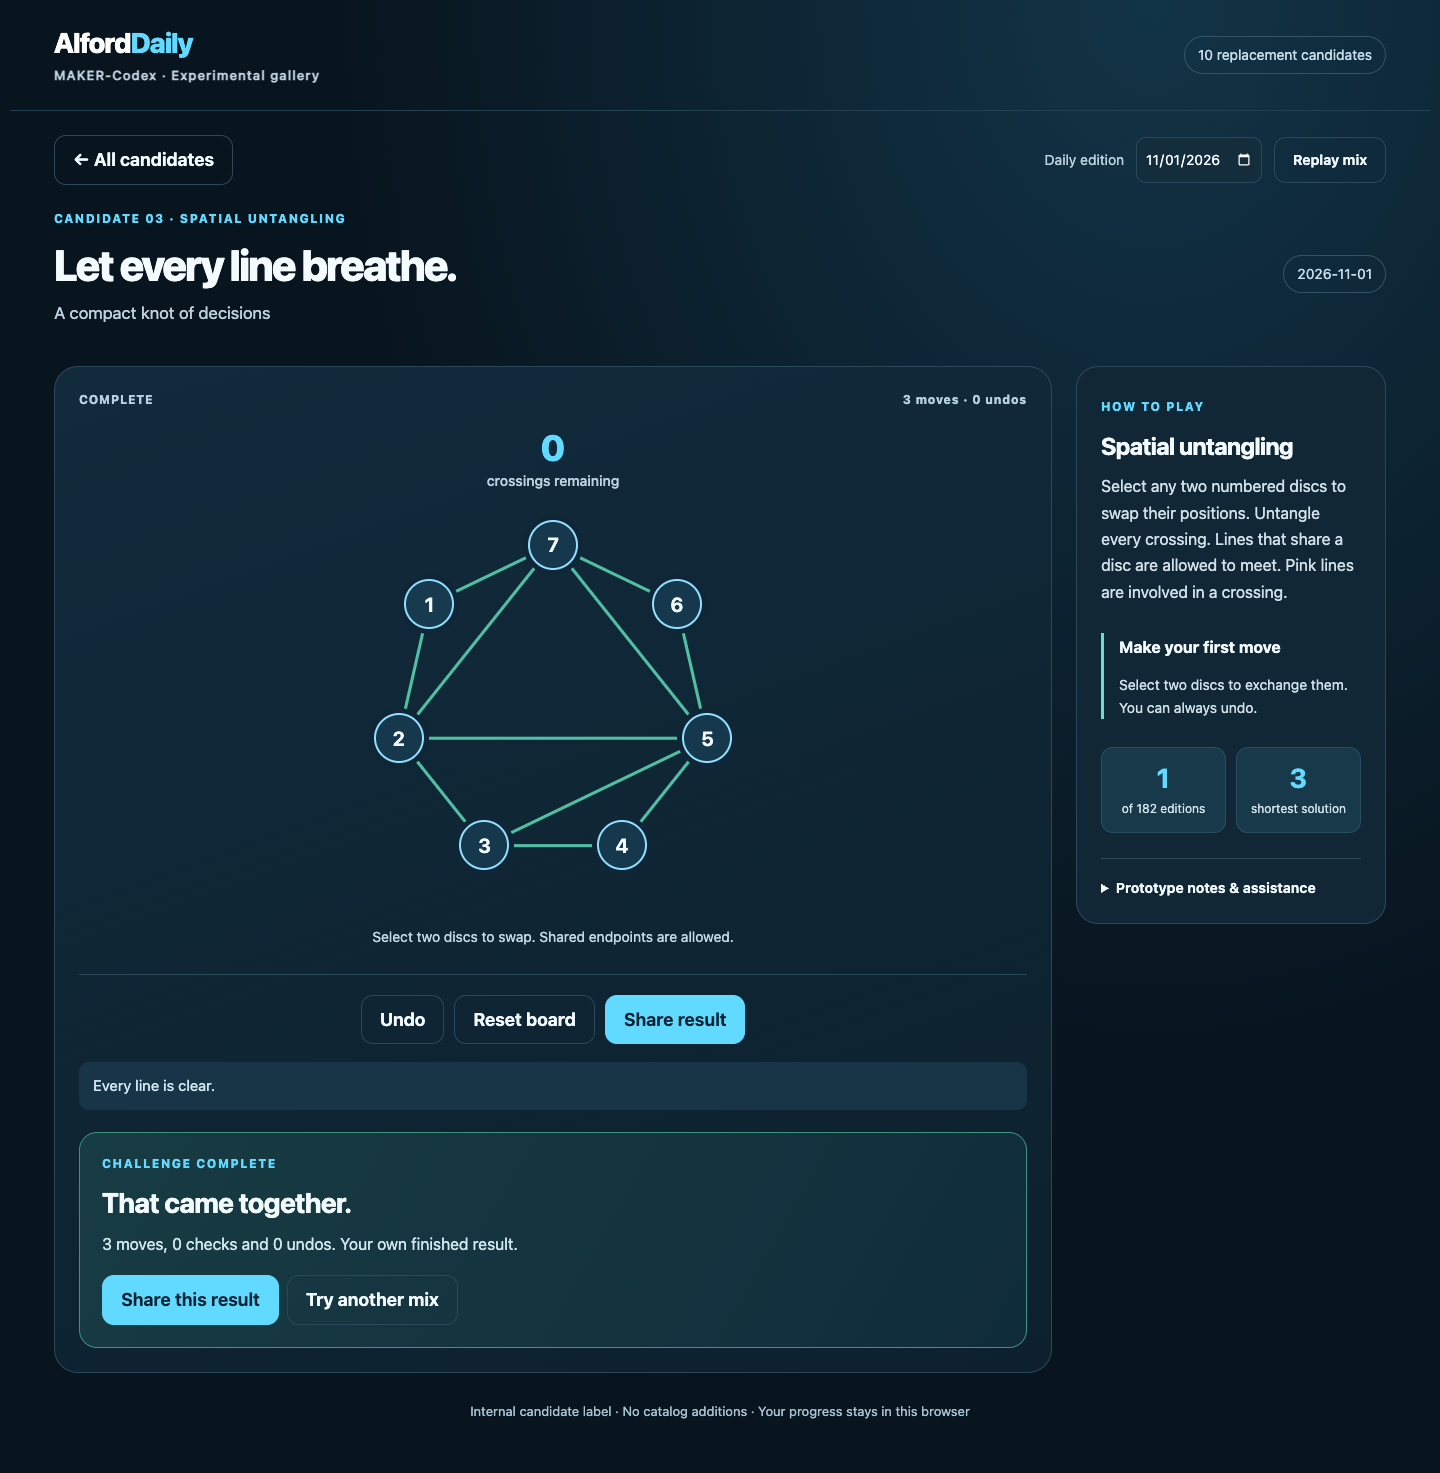 AlfordDaily
MAKER-Codex · Experimental gallery
10 replacement candidates
← All candidates
Daily edition
11/01/2026
Replay mix
CANDIDATE 03 · SPATIAL UNTANGLING
Let every line breathe.
A compact knot of decisions
2026-11-01
COMPLETE
3 moves · 0 undos
0
crossings remaining
7
1
6
2
5
3
4
Select two discs to swap. Shared endpoints are allowed.
Undo
Reset board
Share result
Every line is clear.
CHALLENGE COMPLETE
That came together.
3 moves, 0 checks and 0 undos. Your own finished result.
Share this result
Try another mix
HOW TO PLAY
Spatial untangling
Select any two numbered discs to
swap their positions. Untangle
every crossing. Lines that share a
disc are allowed to meet. Pink lines
are involved in a crossing.
Make your first move
Select two discs to exchange them.
You can always undo.
1
of 182 editions
3
shortest solution
Prototype notes & assistance
Internal candidate label · No catalog additions · Your progress stays in this browser